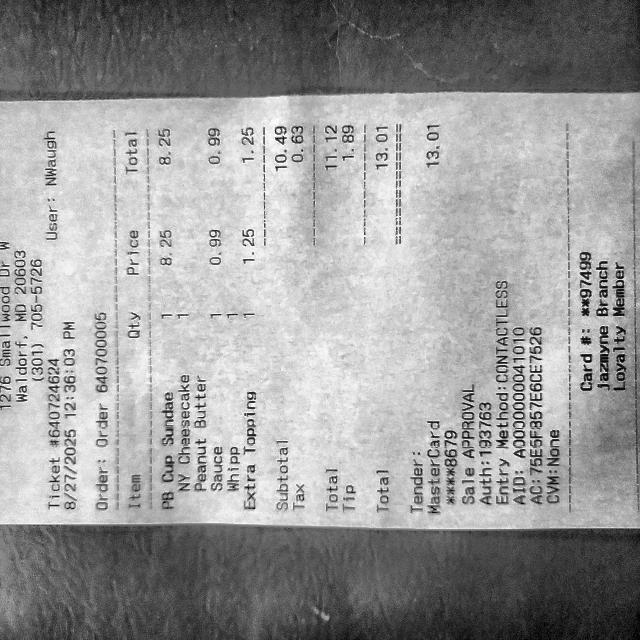 1276 Smallwood Dr W
Waldorf, MD 20603
(301) 705-5726
Ticket #640724624 User: NWaugh
8/27/2025 12:36:03 PM
Order: Order 640700005
Item Qty Price Total
PB Cup Sundae 1 8.25 8.25
NY Cheesecake 1
Peanut Butter
Sauce 1 0.99 0.99
Whipp 1
Extra Topping 1 1.25 1.25
Subtotal 10.49
Tax 0.63
Total 11.12
Tip 1.89
Total 13.01
Tender:
MasterCard 13.01
****8679
Sale APPROVAL
Auth:193763
Entry Method:CONTACTLESS
AID: A0000000041010
AC: 75E5F857E6CE7626
CVM:None
Card #: **97499
Jazmyne Branch
Loyalty Member